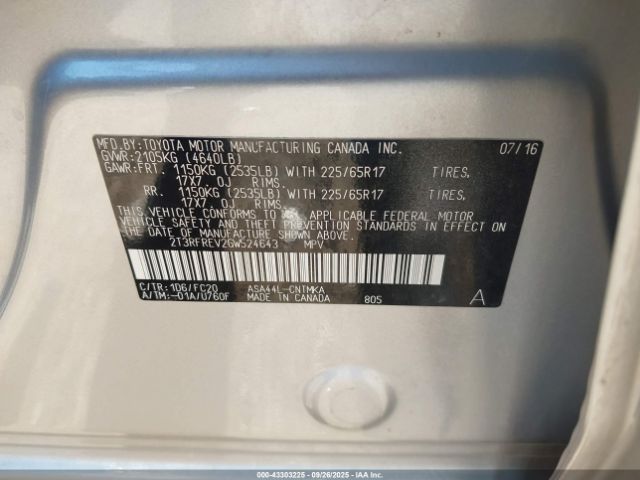 MFD.BY:TOYOTA MOTOR MANUFACTURING CANADA INC. 07/16
GVWR:2105KG (4640LB)
GAWR:FRT. 1150KG (2535LB) WITH 225/65R17 TIRES,
17X7.0J RIMS.
RR. 1150KG (2535LB) WITH 225/65R17 TIRES,
17X7.0J RIMS.
THIS VEHICLE CONFORMS TO ALL APPLICABLE FEDERAL MOTOR
VEHICLE SAFETY AND THEFT PREVENTION STANDARDS IN EFFECT ON
THE DATE OF MANUFACTURE SHOWN ABOVE.
2T3RFREV2GW524643 MPV
C/TR:1D6/FC20 ASA44L-CNTMKA
A/TM:-01A/U760F MADE IN CANADA 805 A
000-43303225 - 09/26/2025 - IAA Inc.